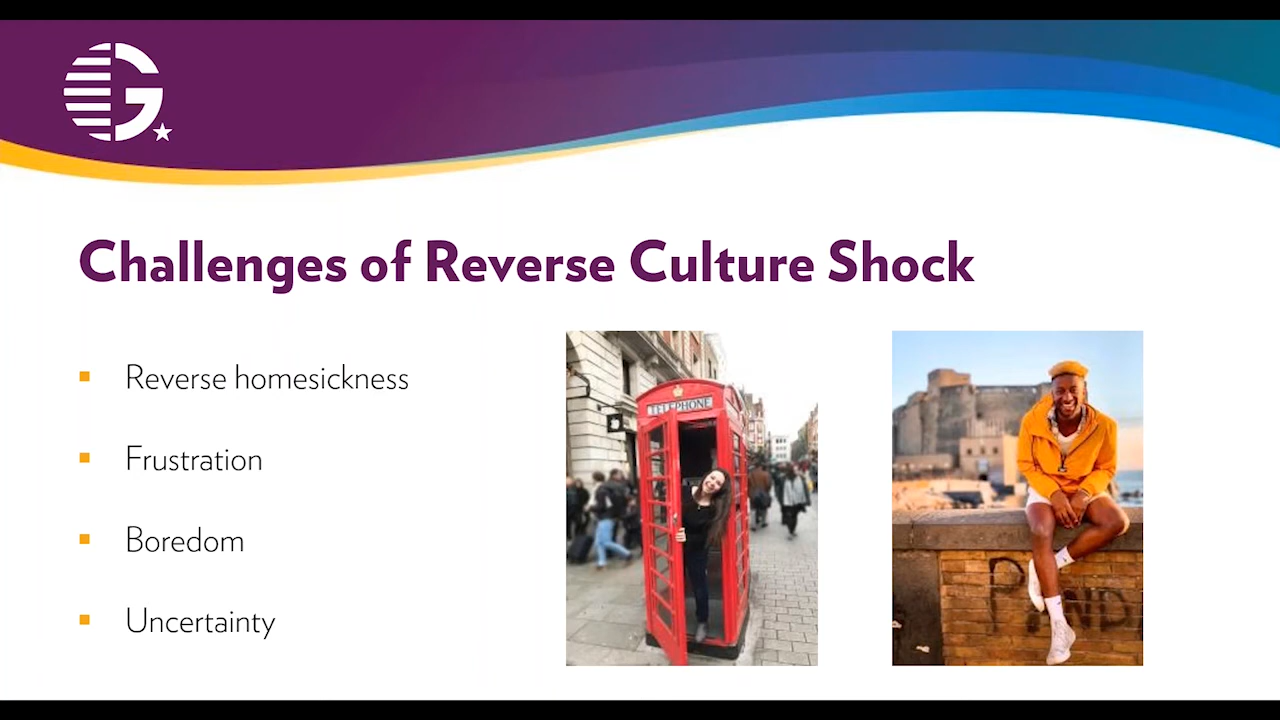 G
Challenges of Reverse Culture Shock
Reverse homesickness
Frustration
Boredom
Uncertainty
TELEPHONE